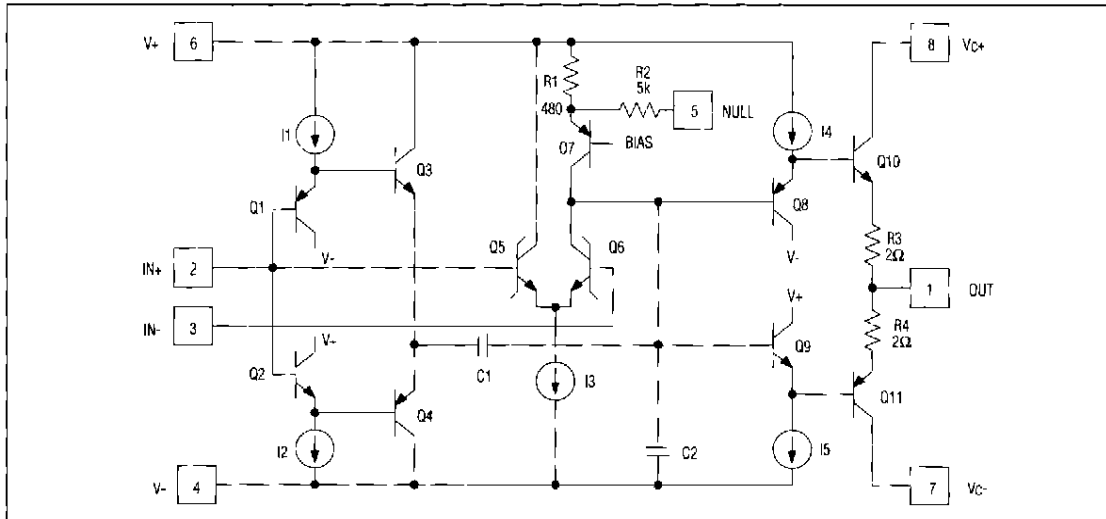 V+ 6
8 VC+
R1
R2
5k
480
5 NULL
I1
Q3
O7
BIAS
I4
Q10
Q1
V-
Q8
V-
R3
2Ω
IN+ 2
Q5
Q6
1 OUT
IN- 3
V+
V+
R4
2Ω
Q2
C1
I3
Q9
Q4
Q11
I2
C2
I5
V- 4
7 VC-